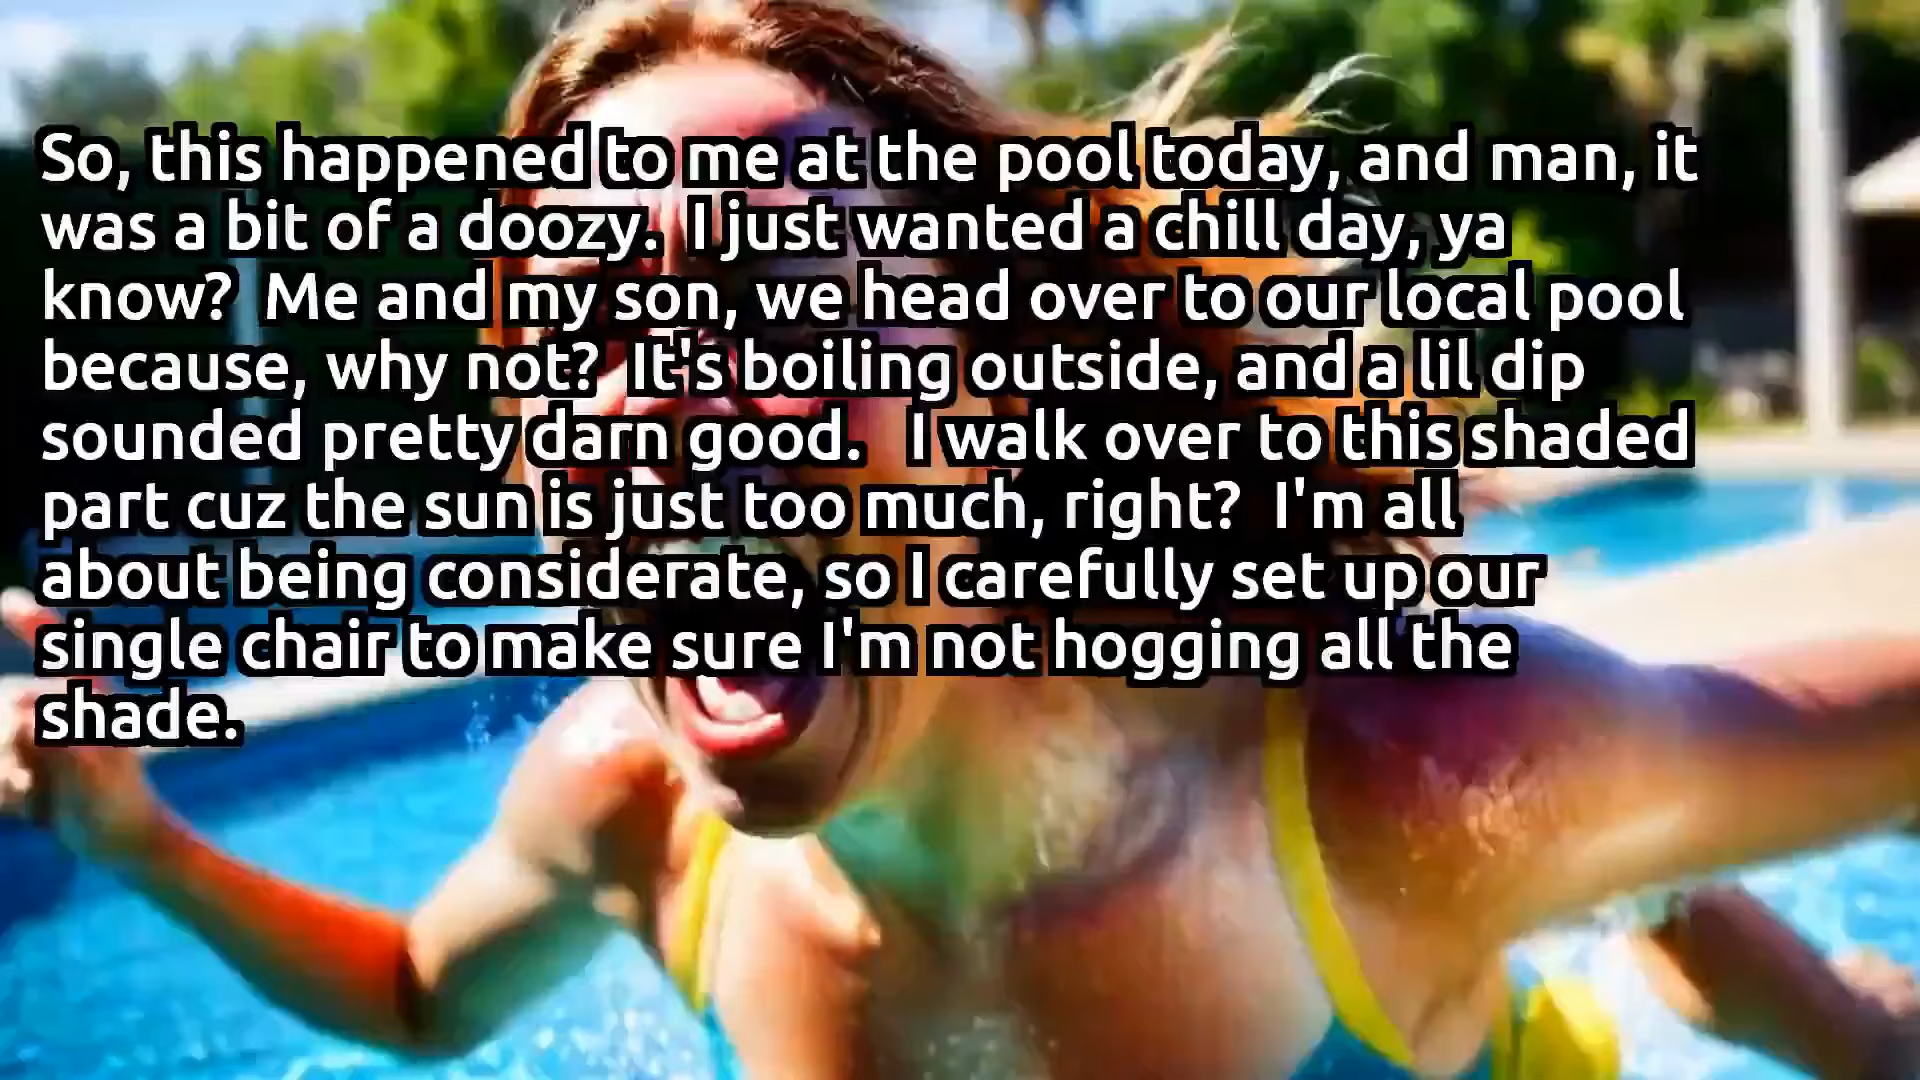 So, this happened to me at the pool today, and man, it
was a bit of a doozy.  I just wanted a chill day, ya
know?  Me and my son, we head over to our local pool
because, why not?  It's boiling outside, and a lil dip
sounded pretty darn good.   I walk over to this shaded
part cuz the sun is just too much, right?  I'm all
about being considerate, so I carefully set up our
single chair to make sure I'm not hogging all the
shade.